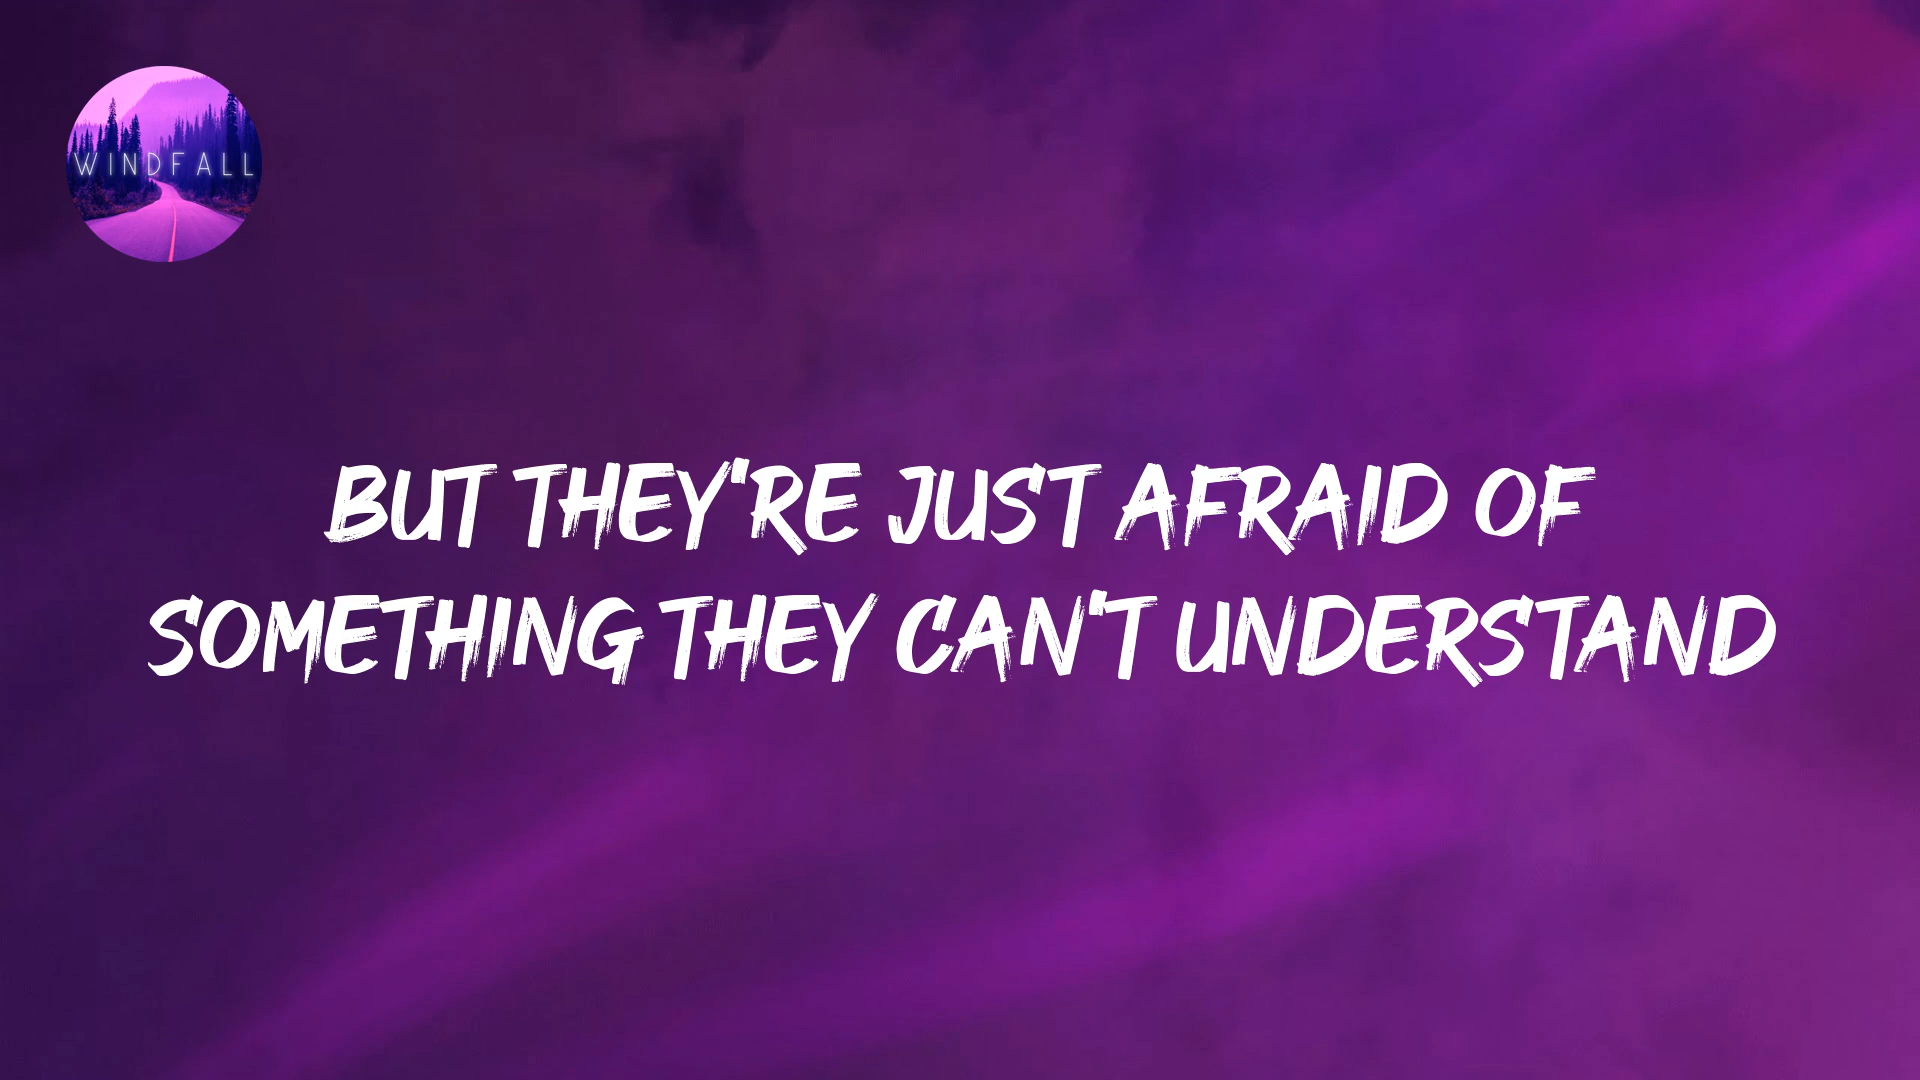 WINDFALL
BUT THEY'RE JUST AFRAID OF
SOMETHING THEY CAN'T UNDERSTAND